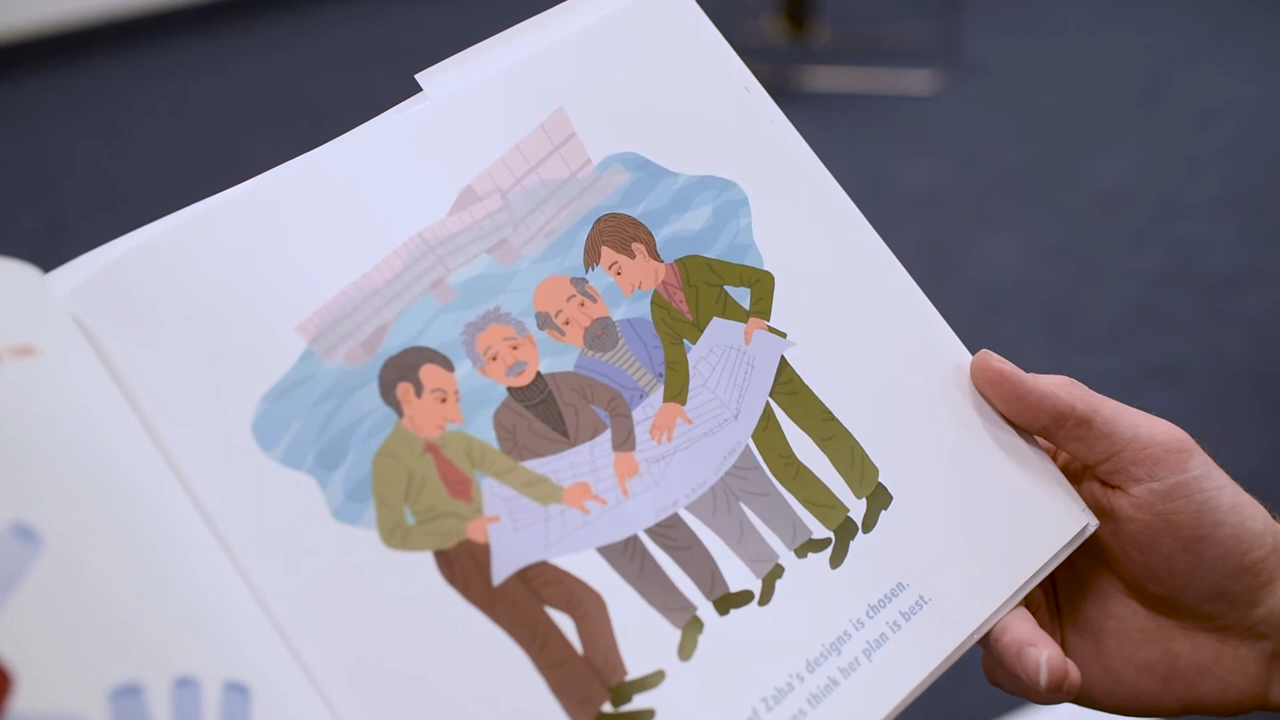 Zaha's designs is chosen.
think her plan is best.